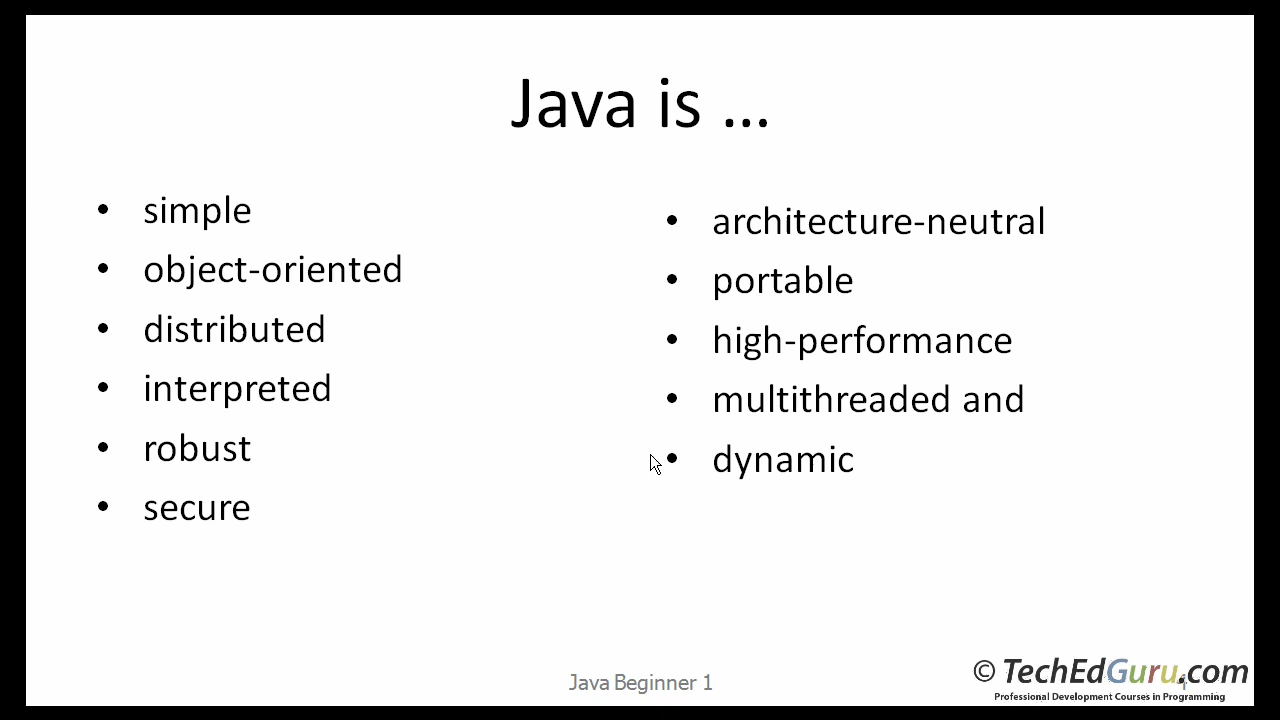 Java is ...
• simple
• object-oriented
• distributed
• interpreted
• robust
• secure
• architecture-neutral
• portable
• high-performance
• multithreaded and
• dynamic
Java Beginner 1
© TechEdGuru.com
Professional Development Courses in Programming